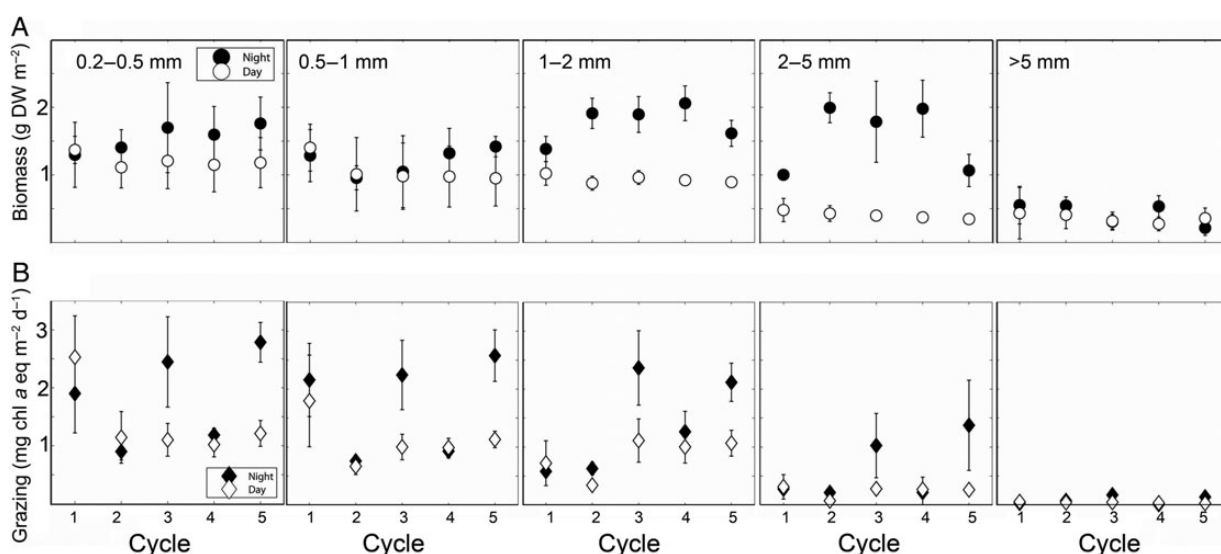 A
Biomass (g DW m⁻²)
2
1
0.2–0.5 mm
Night
Day
0.5–1 mm
1–2 mm
2–5 mm
>5 mm
B
Grazing (mg chl a eq m⁻² d⁻¹)
3
2
1
Night
Day
1 2 3 4 5
1 2 3 4 5
1 2 3 4 5
1 2 3 4 5
1 2 3 4 5
Cycle
Cycle
Cycle
Cycle
Cycle